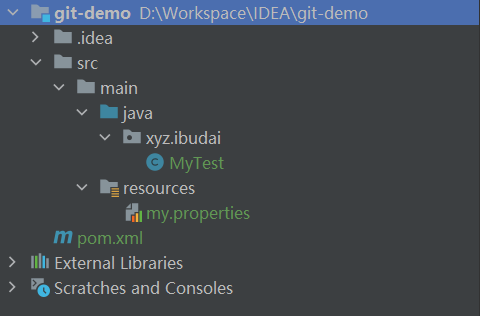 git-demo D:\Workspace\IDEA\git-demo
.idea
src
main
java
xyz.ibudai
C MyTest
resources
my.properties
m pom.xml
External Libraries
Scratches and Consoles